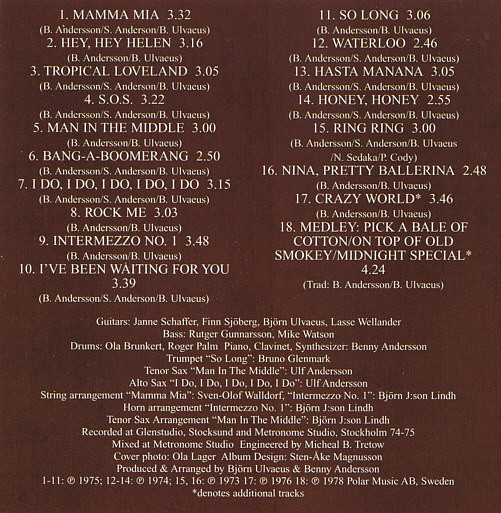 1. MAMMA MIA 3.32
(B. Andersson/S. Anderson/B. Ulvaeus)
2. HEY, HEY HELEN 3.16
(B. Andersson/B. Ulvaeus)
3. TROPICAL LOVELAND 3.05
(B. Andersson/S. Anderson/B. Ulvaeus)
4. S.O.S. 3.22
(B. Andersson/S. Anderson/B. Ulvaeus)
5. MAN IN THE MIDDLE 3.00
(B. Andersson/B. Ulvaeus)
6. BANG-A-BOOMERANG 2.50
(B. Andersson/S. Anderson/B. Ulvaeus)
7. I DO, I DO, I DO, I DO, I DO 3.15
(B. Andersson/S. Anderson/B. Ulvaeus)
8. ROCK ME 3.03
(B. Andersson/B. Ulvaeus)
9. INTERMEZZO NO. 1 3.48
(B. Andersson/B. Ulvaeus)
10. I'VE BEEN WAITING FOR YOU
3.39
(B. Andersson/S. Anderson/B. Ulvaeus)
11. SO LONG 3.06
(B. Andersson/B. Ulvaeus)
12. WATERLOO 2.46
(B. Andersson/S. Anderson/B. Ulvaeus)
13. HASTA MANANA 3.05
(B. Andersson/S. Anderson/B. Ulvaeus)
14. HONEY, HONEY 2.55
(B. Andersson/S. Anderson/B. Ulvaeus)
15. RING RING 3.00
(B. Andersson/S. Anderson/B. Ulvaeus
/N. Sedaka/P. Cody)
16. NINA, PRETTY BALLERINA 2.48
(B. Andersson/B. Ulvaeus)
17. CRAZY WORLD* 3.46
(B. Andersson/B. Ulvaeus)
18. MEDLEY: PICK A BALE OF
COTTON/ON TOP OF OLD
SMOKEY/MIDNIGHT SPECIAL*
4.24
(Trad: B. Andersson/B. Ulvaeus)
Guitars: Janne Schaffer, Finn Sjöberg, Björn Ulvaeus, Lasse Wellander
Bass: Rutger Gunnarsson, Mike Watson
Drums: Ola Brunkert, Roger Palm Piano, Clavinet, Synthesizer: Benny Andersson
Trumpet "So Long": Bruno Glenmark
Tenor Sax "Man In The Middle": Ulf Andersson
Alto Sax "I Do, I Do, I Do, I Do, I Do": Ulf Andersson
String arrangement "Mamma Mia": Sven-Olof Walldorf, "Intermezzo No. 1": Björn J:son Lindh
Horn arrangement "Intermezzo No. 1": Björn J:son Lindh
Tenor Sax Arrangement "Man In The Middle": Björn J:son Lindh
Recorded at Glenstudio, Stocksund and Metronome Studio, Stockholm 74-75
Mixed at Metronome Studio Engineered by Micheal B. Tretow
Cover photo: Ola Lager Album Design: Sten-Åke Magnusson
Produced & Arranged by Björn Ulvaeus & Benny Andersson
1-11: ℗ 1975; 12-14: ℗ 1974; 15, 16: ℗ 1973 17: ℗ 1976 18: ℗ 1978 Polar Music AB, Sweden
*denotes additional tracks